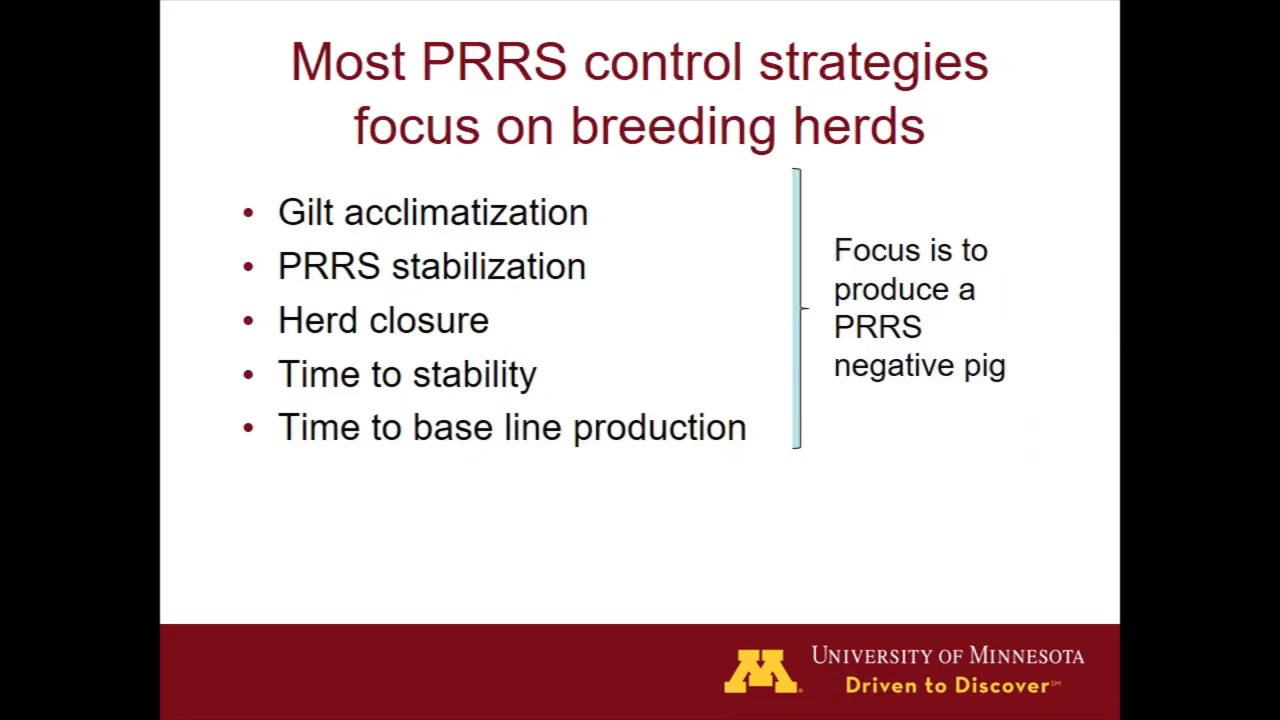 Most PRRS control strategies
focus on breeding herds
• Gilt acclimatization
• PRRS stabilization
• Herd closure
• Time to stability
• Time to base line production
Focus is to
produce a
PRRS
negative pig
UNIVERSITY OF MINNESOTA
Driven to Discover℠